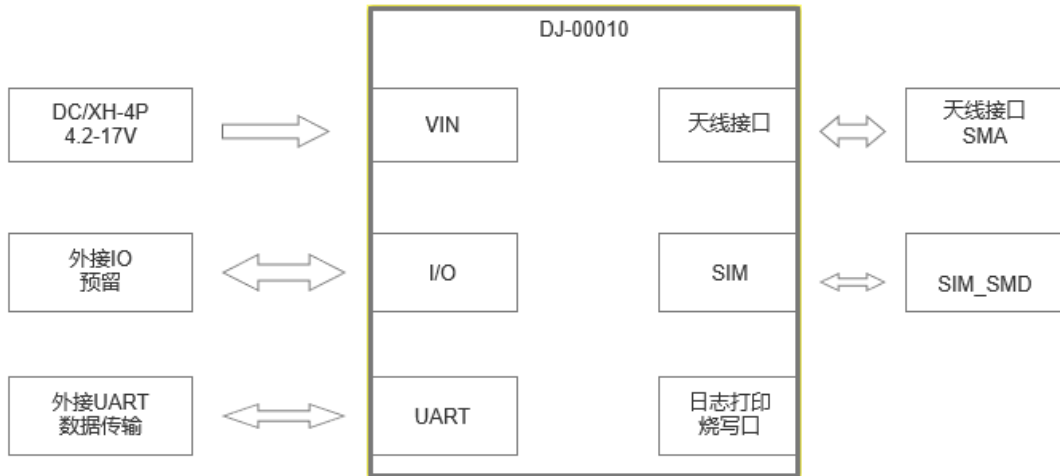 DJ-00010
DC/XH-4P
4.2-17V
VIN
天线接口
天线接口
SMA
外接IO
预留
I/O
SIM
SIM_SMD
外接UART
数据传输
UART
日志打印
烧写口